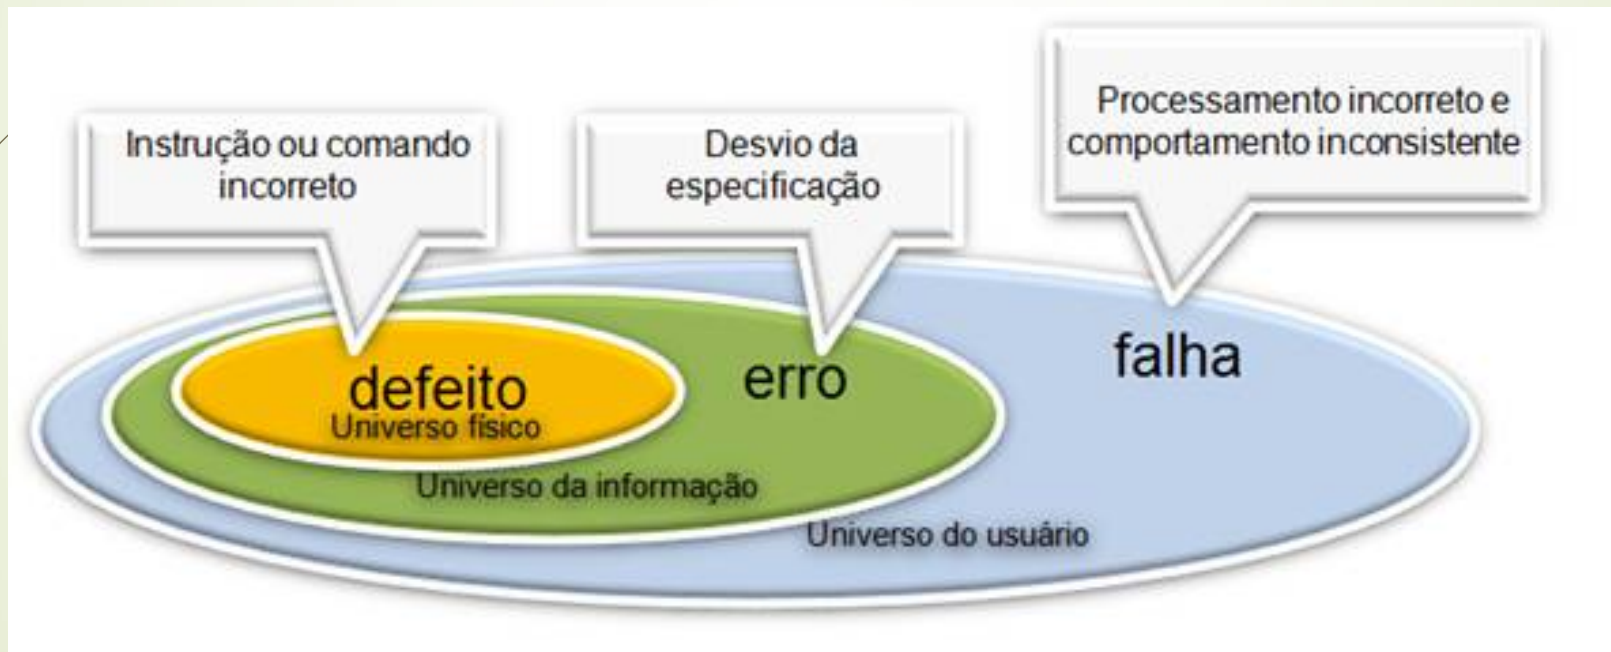 Instrução ou comando
incorreto
Desvio da
especificação
Processamento incorreto e
comportamento inconsistente
defeito
Universo físico
erro
Universo da informação
falha
Universo do usuário